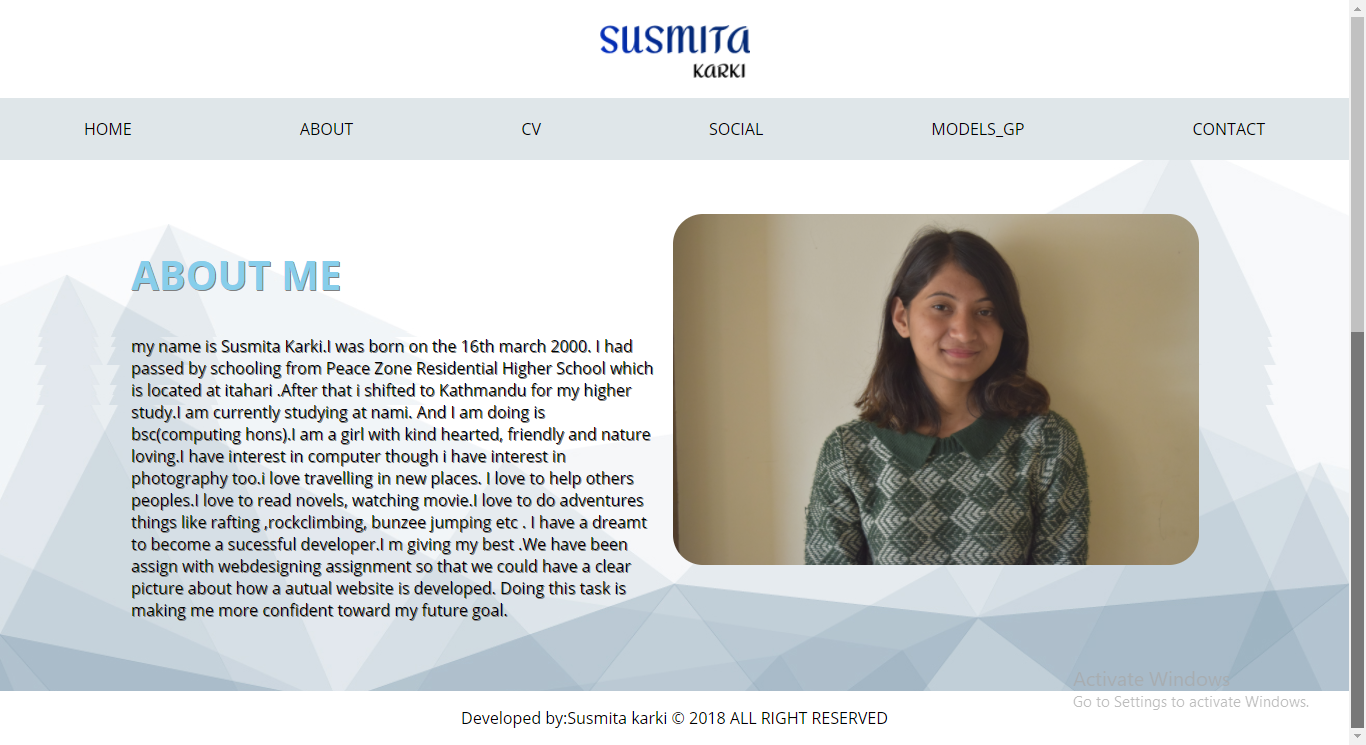 SUSMITA
KARKI
HOME ABOUT CV SOCIAL MODELS_GP CONTACT
ABOUT ME
my name is Susmita Karki.I was born on the 16th march 2000. I had
passed by schooling from Peace Zone Residential Higher School which
is located at itahari .After that i shifted to Kathmandu for my higher
study.I am currently studying at nami. And I am doing is
bsc(computing hons).I am a girl with kind hearted, friendly and nature
loving.I have interest in computer though i have interest in
photography too.i love travelling in new places. I love to help others
peoples.I love to read novels, watching movie.I love to do adventures
things like rafting ,rockclimbing, bunzee jumping etc . I have a dreamt
to become a sucessful developer.I m giving my best .We have been
assign with webdesigning assignment so that we could have a clear
picture about how a autual website is developed. Doing this task is
making me more confident toward my future goal.
Activate Windows
Go to Settings to activate Windows.
Developed by:Susmita karki © 2018 ALL RIGHT RESERVED